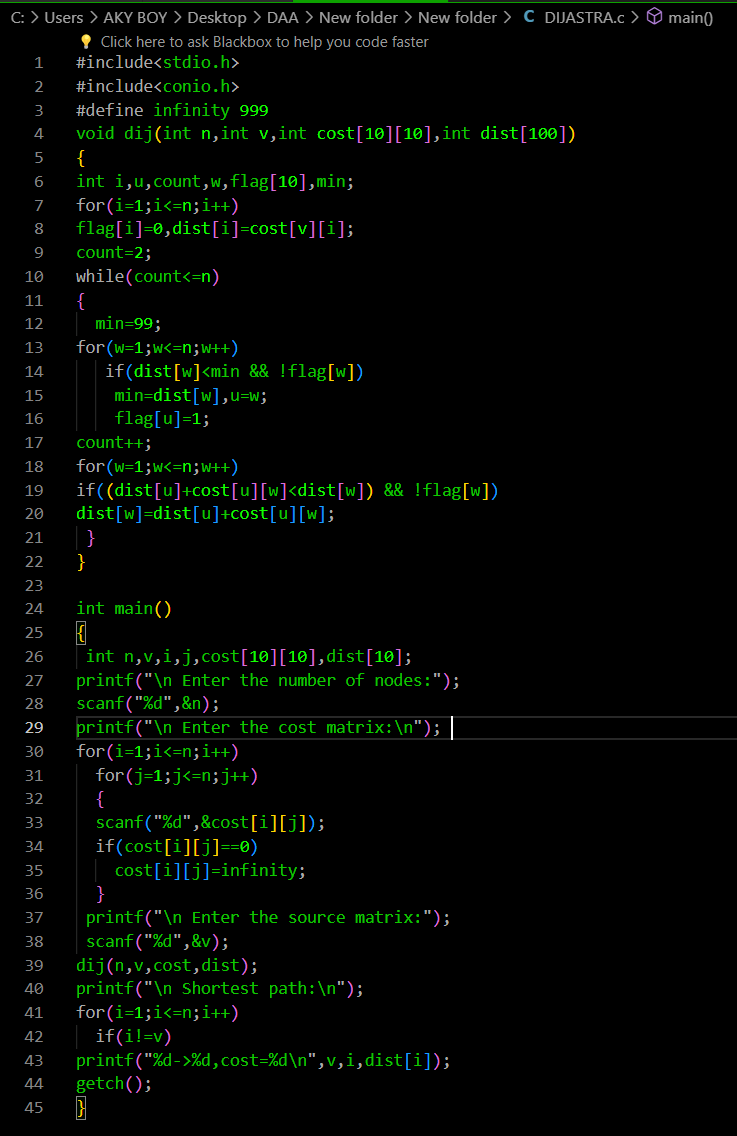 C: > Users > AKY BOY > Desktop > DAA > New folder > New folder > C DIJASTRA.c > main()
Click here to ask Blackbox to help you code faster
1 #include<stdio.h>
2 #include<conio.h>
3 #define infinity 999
4 void dij(int n,int v,int cost[10][10],int dist[100])
5 {
6 int i,u,count,w,flag[10],min;
7 for(i=1;i<=n;i++)
8 flag[i]=0,dist[i]=cost[v][i];
9 count=2;
10 while(count<=n)
11 {
12 min=99;
13 for(w=1;w<=n;w++)
14 if(dist[w]<min && !flag[w])
15 min=dist[w],u=w;
16 flag[u]=1;
17 count++;
18 for(w=1;w<=n;w++)
19 if((dist[u]+cost[u][w]<dist[w]) && !flag[w])
20 dist[w]=dist[u]+cost[u][w];
21 }
22 }
23
24 int main()
25 {
26 int n,v,i,j,cost[10][10],dist[10];
27 printf("\n Enter the number of nodes:");
28 scanf("%d",&n);
29 printf("\n Enter the cost matrix:\n");
30 for(i=1;i<=n;i++)
31 for(j=1;j<=n;j++)
32 {
33 scanf("%d",&cost[i][j]);
34 if(cost[i][j]==0)
35 cost[i][j]=infinity;
36 }
37 printf("\n Enter the source matrix:");
38 scanf("%d",&v);
39 dij(n,v,cost,dist);
40 printf("\n Shortest path:\n");
41 for(i=1;i<=n;i++)
42 if(i!=v)
43 printf("%d->%d,cost=%d\n",v,i,dist[i]);
44 getch();
45 }